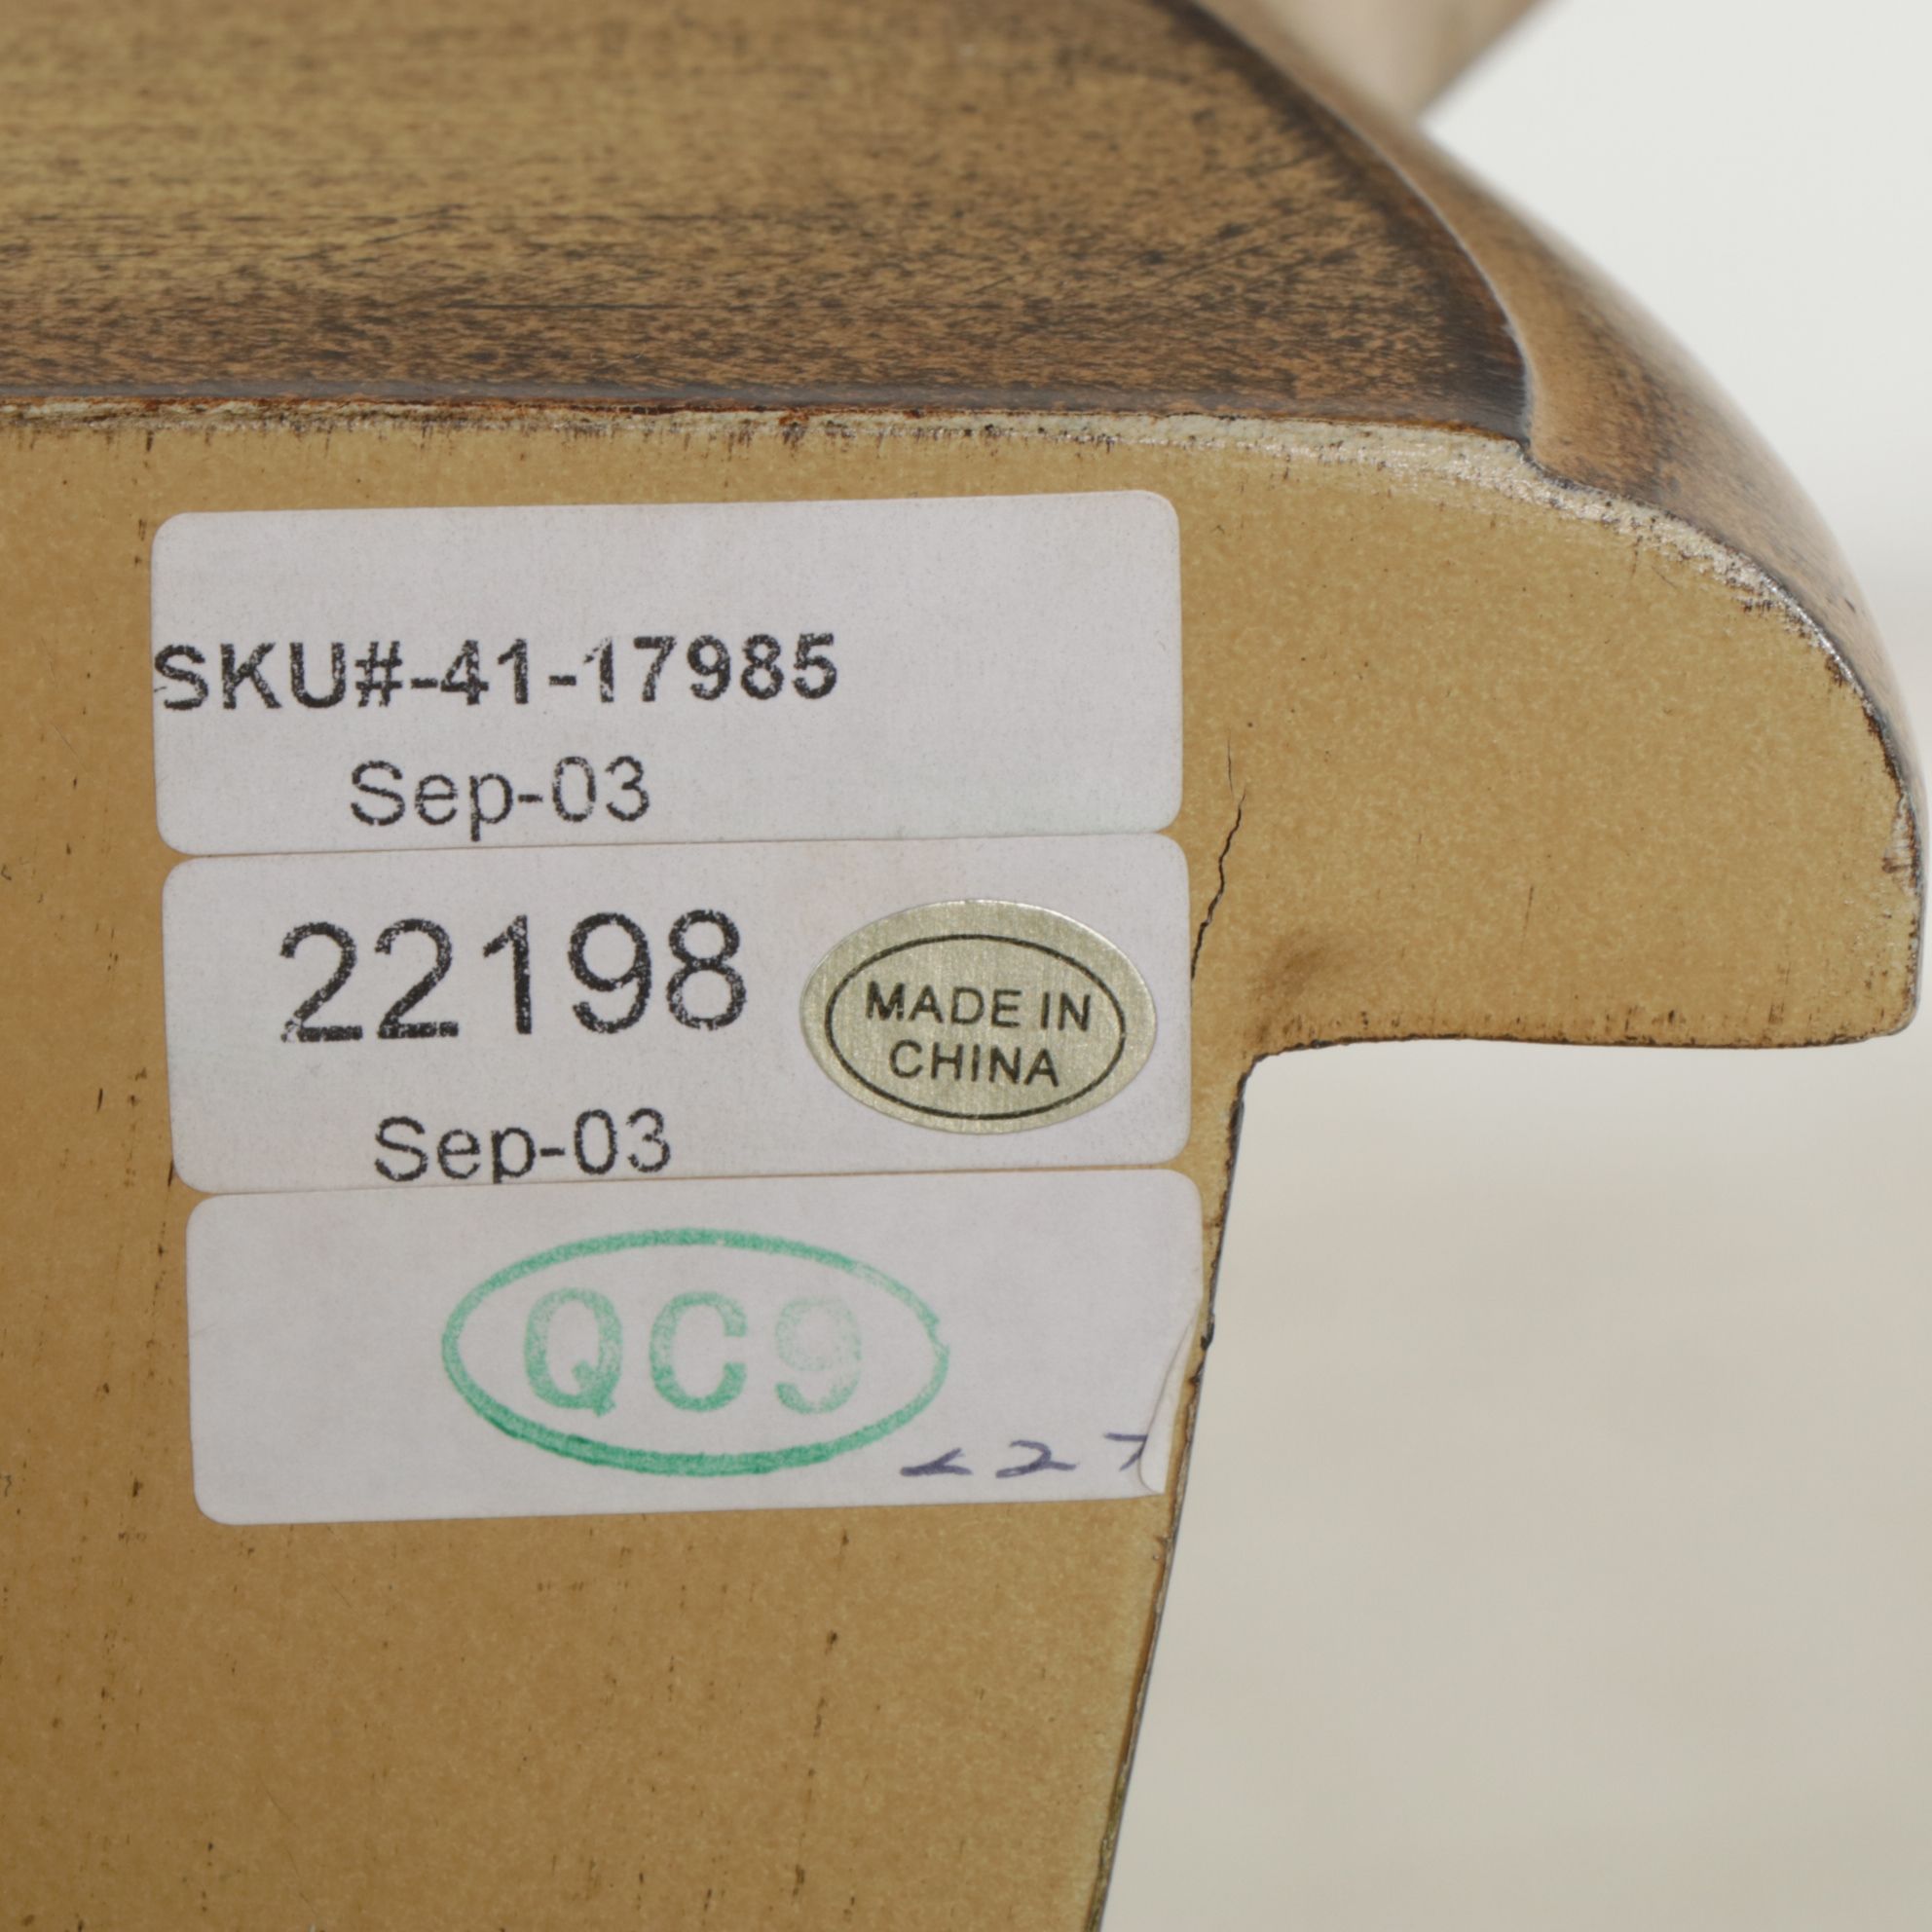 SKU#-41-17985
Sep-03
22198
MADE IN
CHINA
Sep-03
QC9